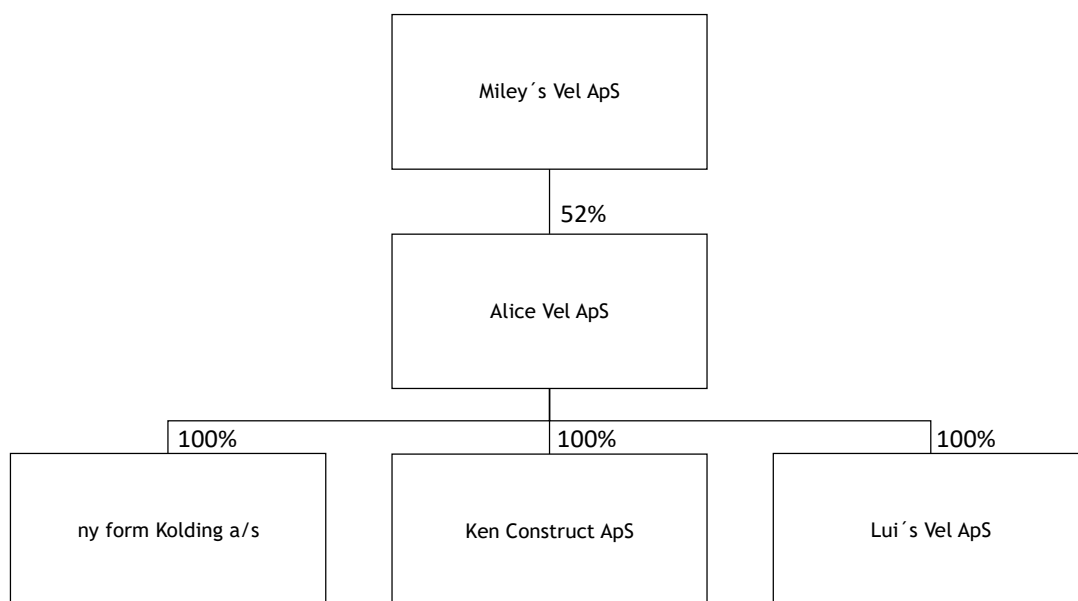 Miley´s Vel ApS
52%
Alice Vel ApS
100%
100%
100%
ny form Kolding a/s
Ken Construct ApS
Lui´s Vel ApS